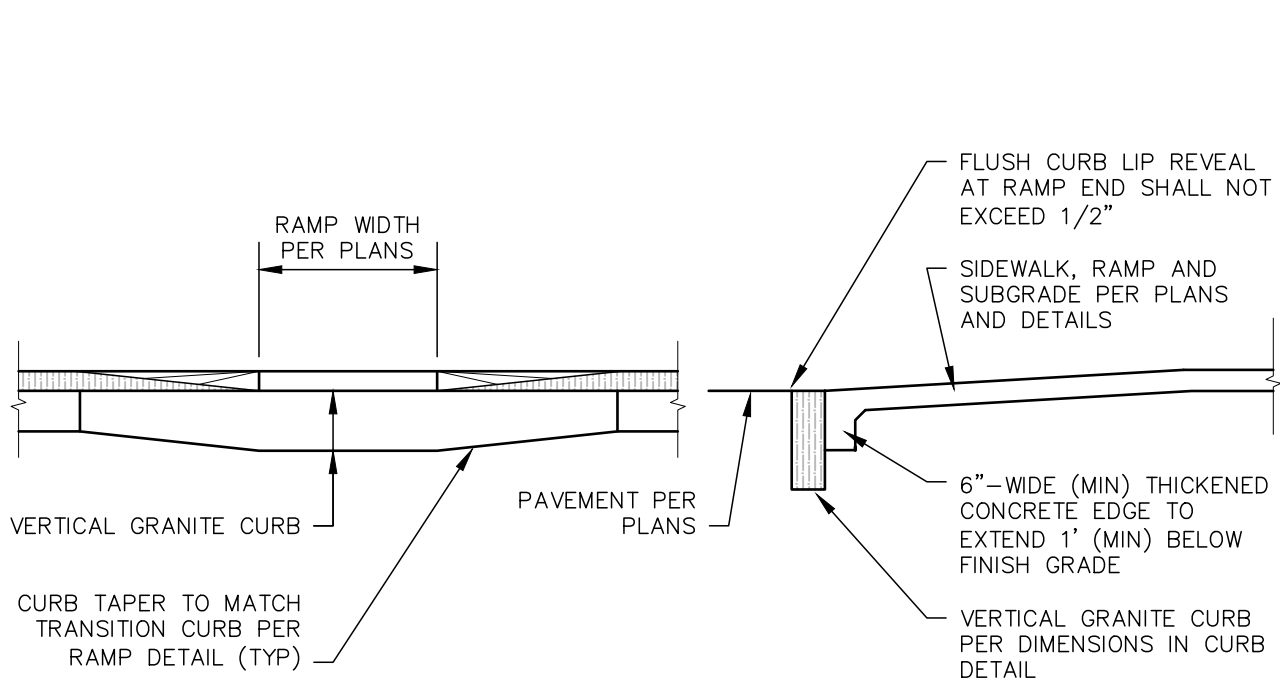 RAMP WIDTH
PER PLANS
VERTICAL GRANITE CURB
CURB TAPER TO MATCH
TRANSITION CURB PER
RAMP DETAIL (TYP)
FLUSH CURB LIP REVEAL
AT RAMP END SHALL NOT
EXCEED 1/2”
SIDEWALK, RAMP AND
SUBGRADE PER PLANS
AND DETAILS
PAVEMENT PER
PLANS
6”–WIDE (MIN) THICKENED
CONCRETE EDGE TO
EXTEND 1’ (MIN) BELOW
FINISH GRADE
VERTICAL GRANITE CURB
PER DIMENSIONS IN CURB
DETAIL